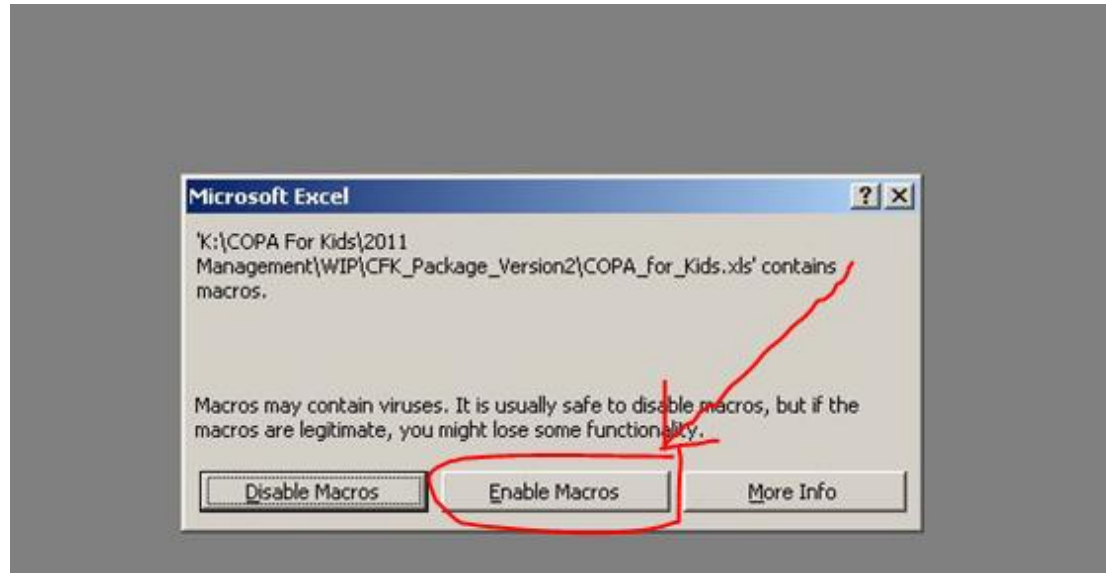 Microsoft Excel
'K:\COPA For Kids\2011
Management\WIP\CFK_Package_Version2\COPA_for_Kids.xls' contains
macros.
Macros may contain viruses. It is usually safe to disable macros, but if the
macros are legitimate, you might lose some functionality.
Disable Macros Enable Macros More Info